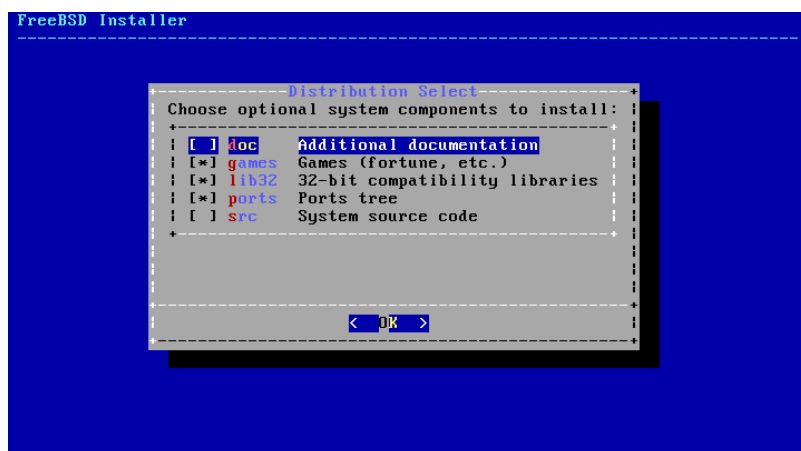 FreeBSD Installer
Distribution Select
Choose optional system components to install:
[ ] doc Additional documentation
[*] games Games (fortune, etc.)
[*] lib32 32-bit compatibility libraries
[*] ports Ports tree
[ ] src System source code
< OK >